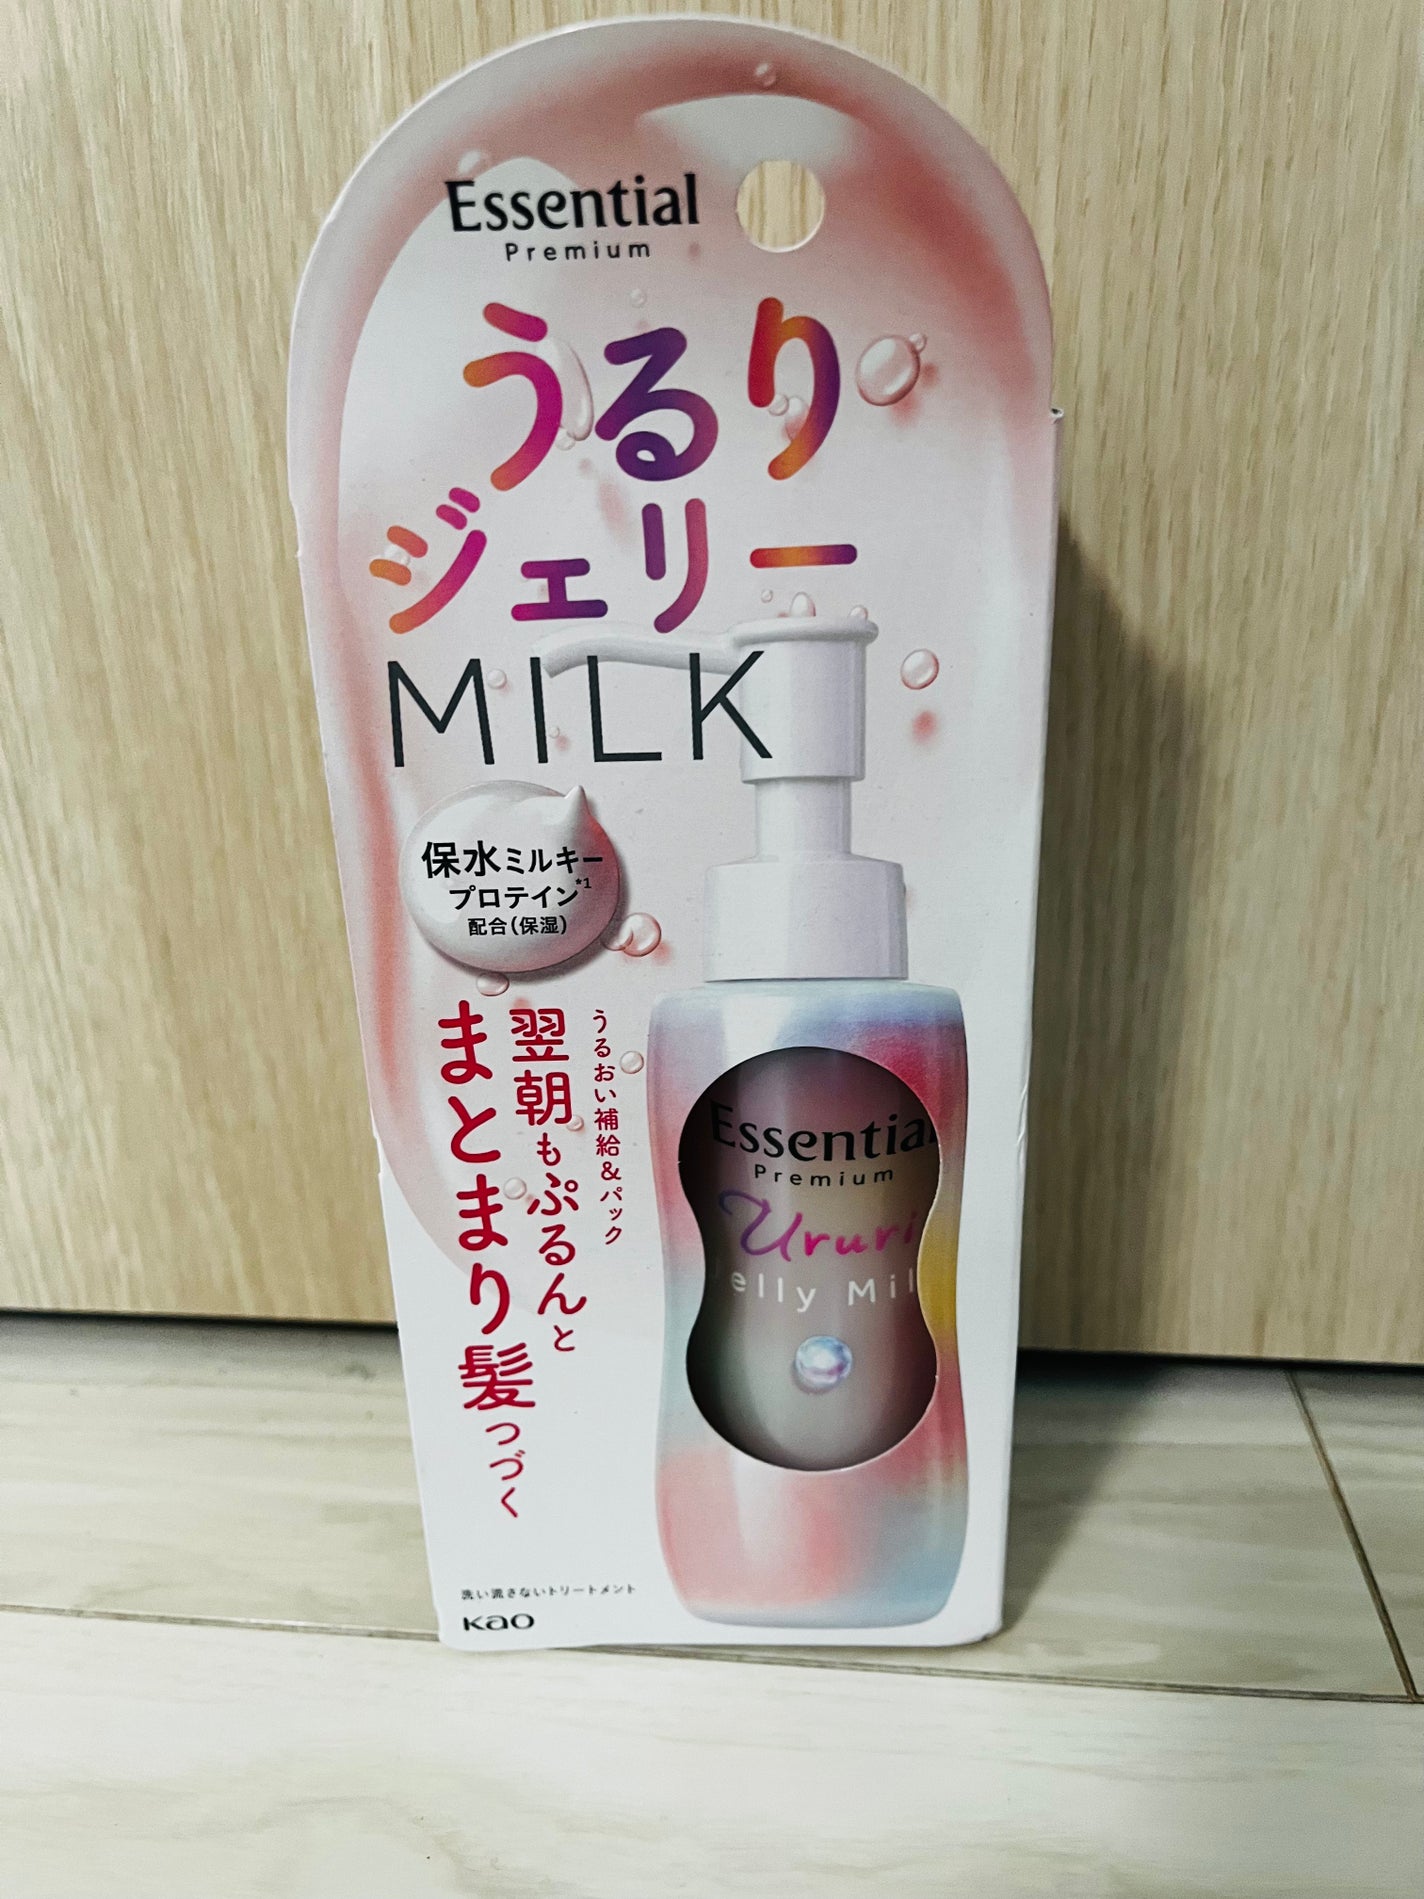 Essential
Premium
うるり
ジェリー
MILK
保水ミルキー
プロテイン*1
配合(保湿)
うるおい補給&パック
翌朝もぷるんと
まとまり髪つづく
Essential
Premium
Ururi
elly Mil
洗い流さないトリートメント
Kao